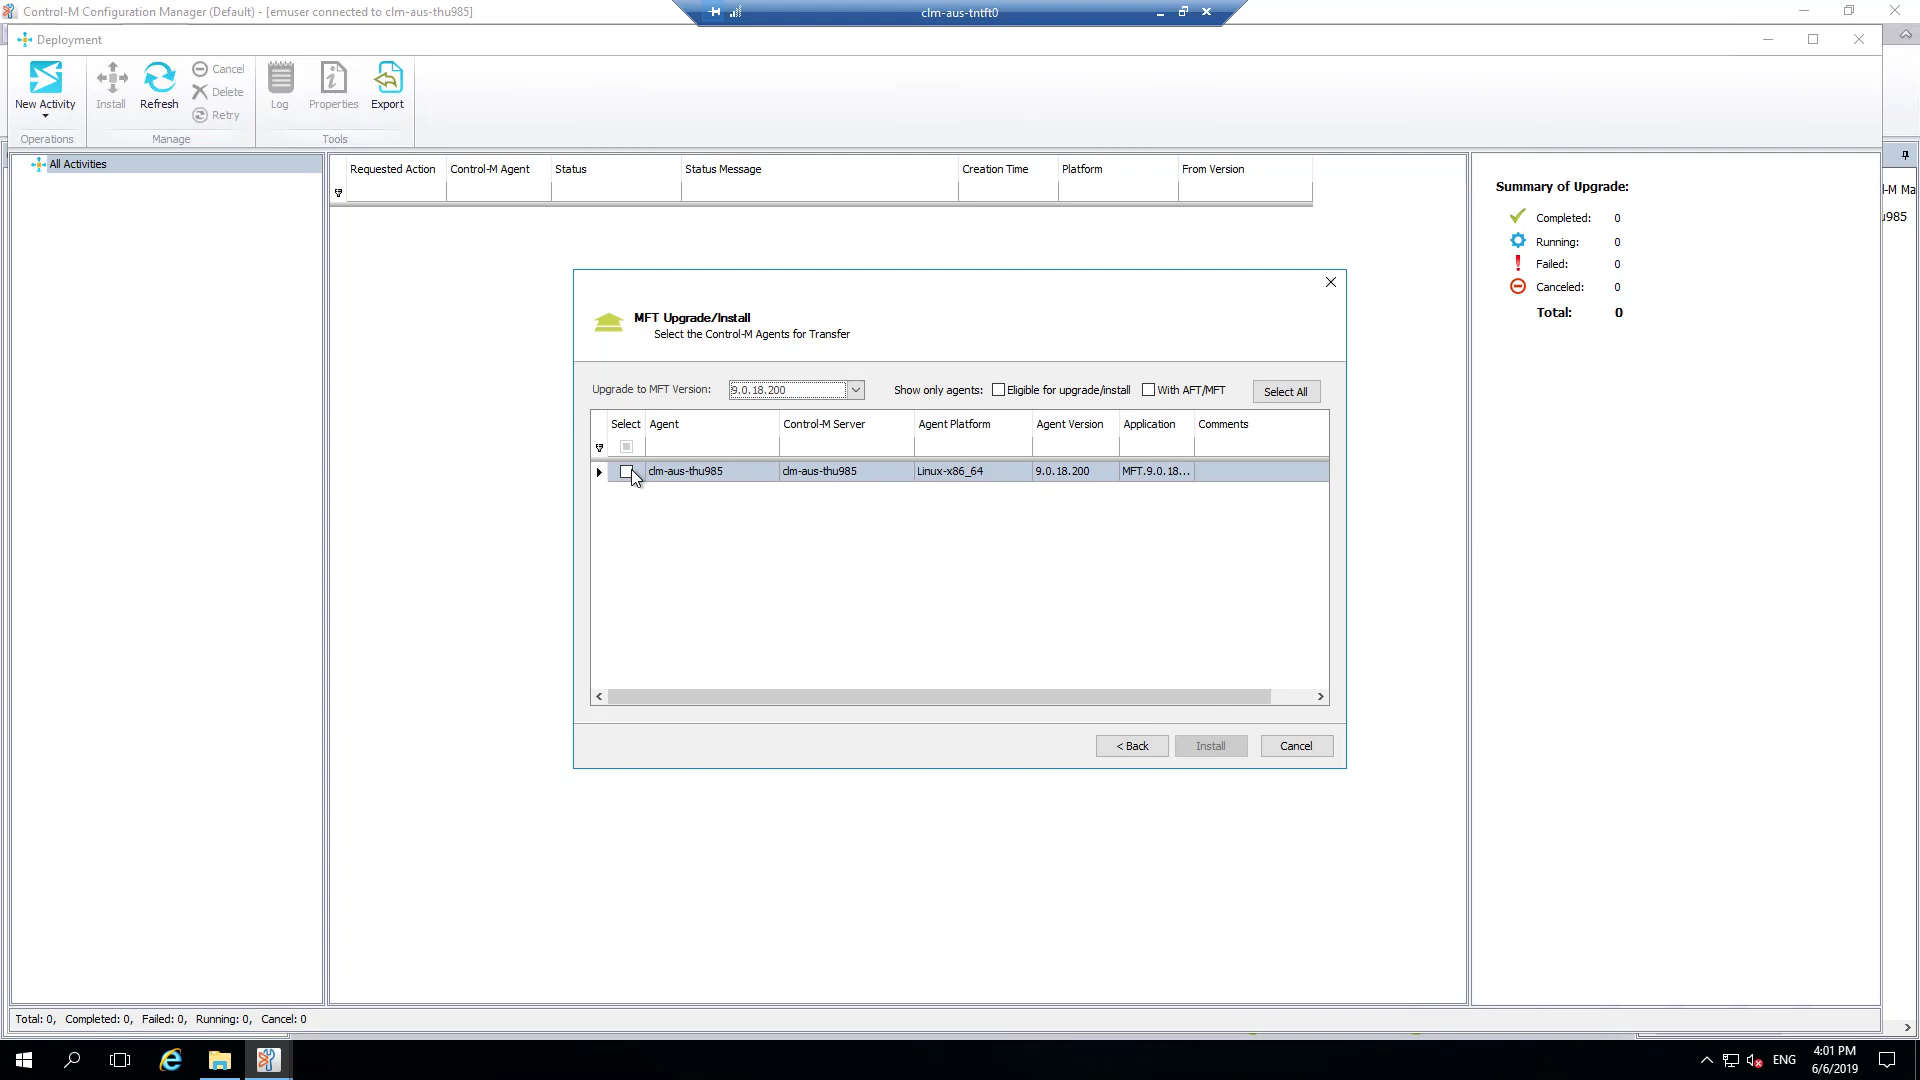 Control-M Configuration Manager (Default) - [emuser connected to clm-aus-thu985]
clm-aus-tntft0
Deployment
New Activity
Install
Refresh
Cancel
Delete
Retry
Log
Properties
Export
Operations
Manage
Tools
All Activities
Requested Action
Control-M Agent
Status
Status Message
Creation Time
Platform
From Version
Summary of Upgrade:
Completed: 0
Running: 0
Failed: 0
Canceled: 0
Total: 0
l-M Ma
u985
MFT Upgrade/Install
Select the Control-M Agents for Transfer
Upgrade to MFT Version: 9.0.18.200
Show only agents: Eligible for upgrade/install With AFT/MFT
Select All
Select Agent Control-M Server Agent Platform Agent Version Application Comments
clm-aus-thu985 clm-aus-thu985 Linux-x86_64 9.0.18.200 MFT.9.0.18...
< Back
Install
Cancel
Total: 0, Completed: 0, Failed: 0, Running: 0, Cancel: 0
ENG
4:01 PM
6/6/2019